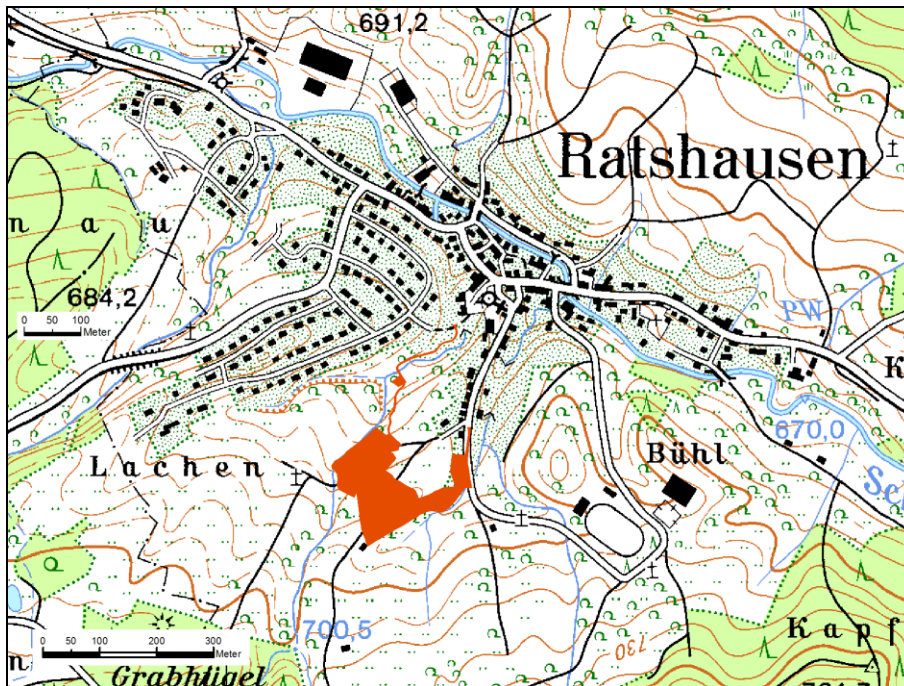 691,2
Ratshausen
n a u
684,2
0 50 100
Meter
PW
K
670,0
Bühl
Lachen
Sc
700,5
730
Kapf
0 50 100 200 300
Meter
n
Grabhügel